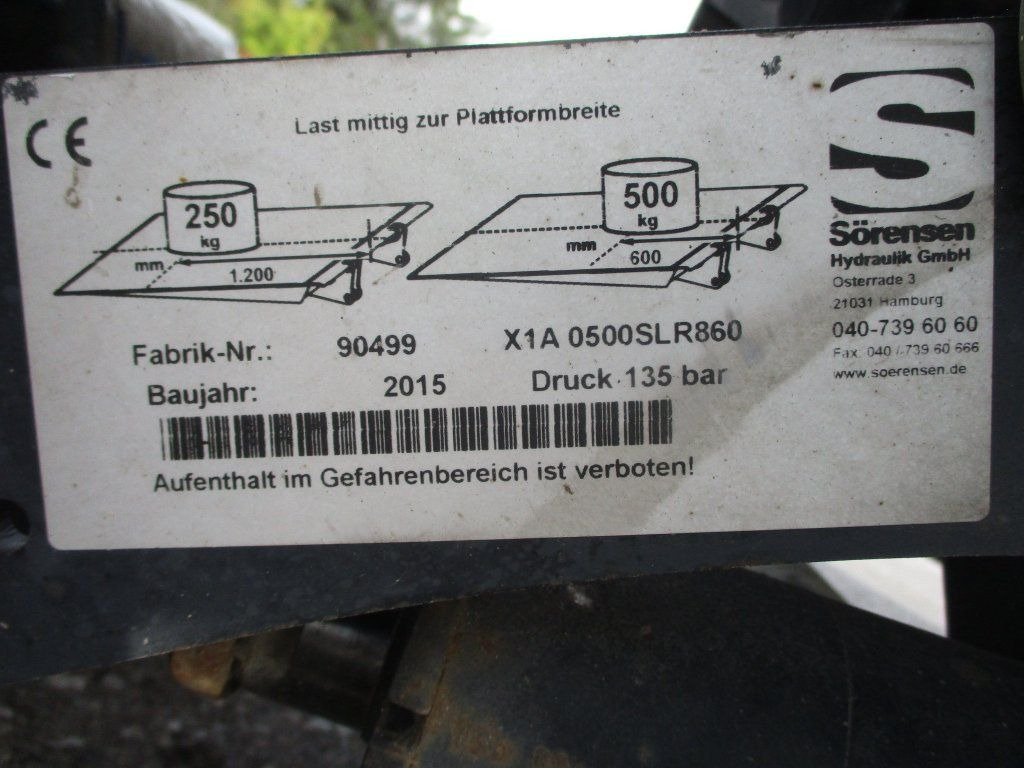 CE
Last mittig zur Plattformbreite
250
kg
mm
1.200
500
kg
mm
600
S
Sörensen
Hydraulik GmbH
Osterrade 3
21031 Hamburg
040-739 60 60
Fax: 040 / 739 60 666
www.soerensen.de
Fabrik-Nr.: 90499 X1A 0500SLR860
Baujahr: 2015 Druck 135 bar
Aufenthalt im Gefahrenbereich ist verboten!